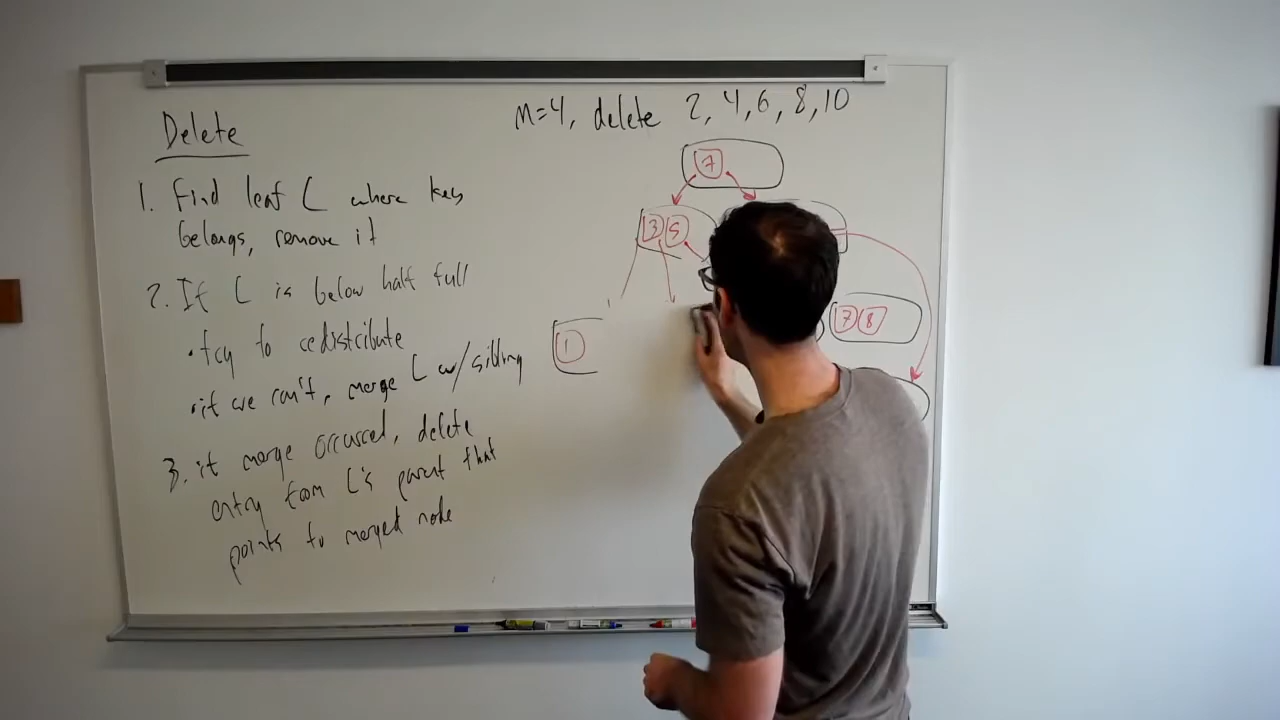 Delete
1. Find leaf L where key
belongs, remove it
2. If L is below half full
• try to redistribute
• if we can't, merge L w/sibling
3. if merge occurred, delete
entry from L's parent that
points to merged node
M=4, delete 2, 4, 6, 8, 10
7
3 5
7 8
1